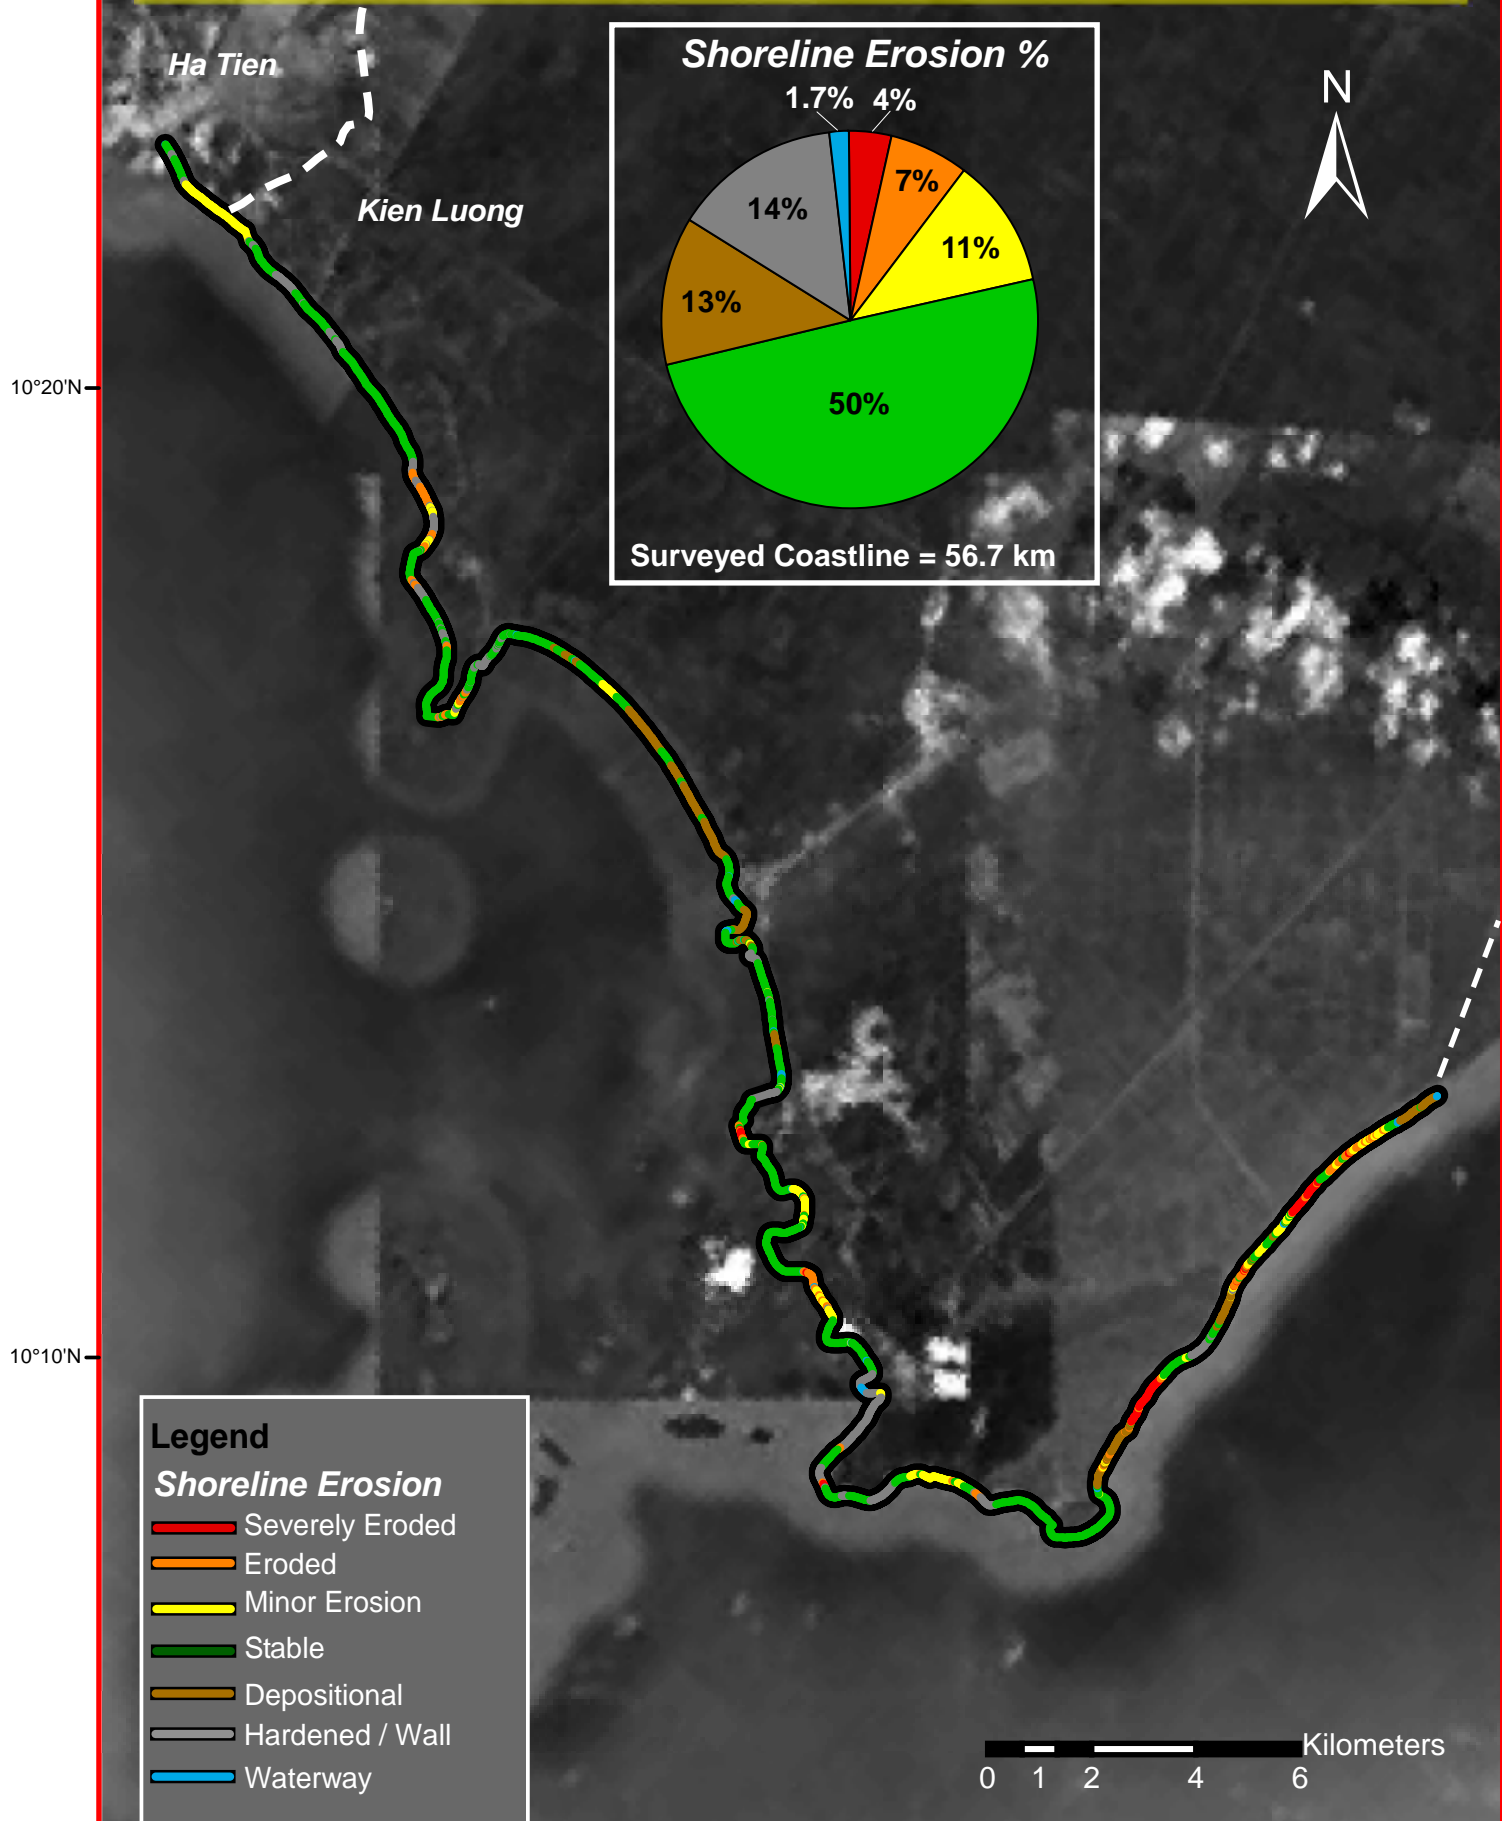 Ha Tien
Kien Luong
Shoreline Erosion %
1.7% 4%
7%
11%
14%
13%
50%
Surveyed Coastline = 56.7 km
N
10°20'N
10°10'N
Legend
Shoreline Erosion
Severely Eroded
Eroded
Minor Erosion
Stable
Depositional
Hardened / Wall
Waterway
Kilometers
0 1 2 4 6